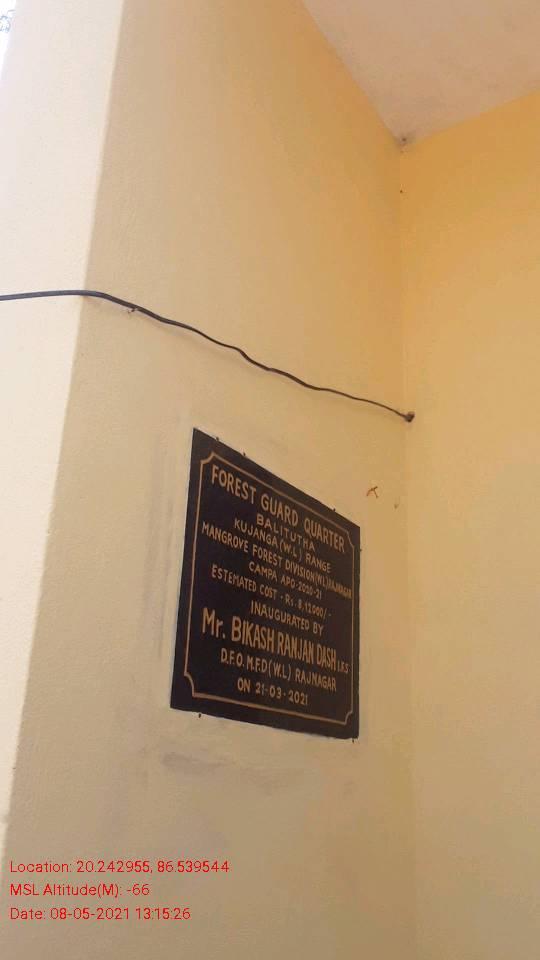 FOREST GUARD QUARTER
BALITUTHA
KUJANGA (W.L) RANGE
MANGROVE FOREST DIVISION(WL)RAJNAGAR
CAMPA APO-2020-21
ESTEMATED COST - Rs. 8,12000/-
INAUGURATED BY
Mr. BIKASH RANJAN DASH I.F.S
D.F.O. M.F.D(W.L) RAJNAGAR
ON 21-03-2021
Location: 20.242955, 86.539544
MSL Altitude(M): -66
Date: 08-05-2021 13:15:26